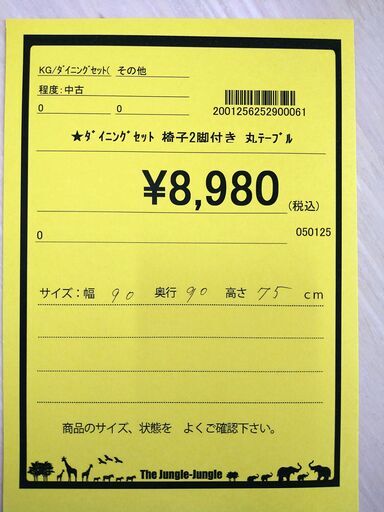 KG/ﾀﾞｲﾆﾝｸﾞｾｯﾄ( その他
程度:中古
0 0
2001256252900061
★ﾀﾞｲﾆﾝｸﾞｾｯﾄ 椅子2脚付き 丸ﾃｰﾌﾞﾙ
¥8,980(税込)
0 050125
サイズ:幅 90 奥行 90 高さ 75 cm
商品のサイズ、状態を よくご確認下さい。
The Jungle-Jungle